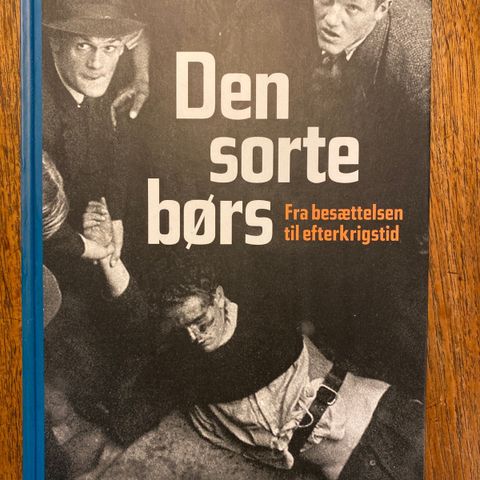 Den
sorte
børs
Fra besættelsen
til efterkrigstid